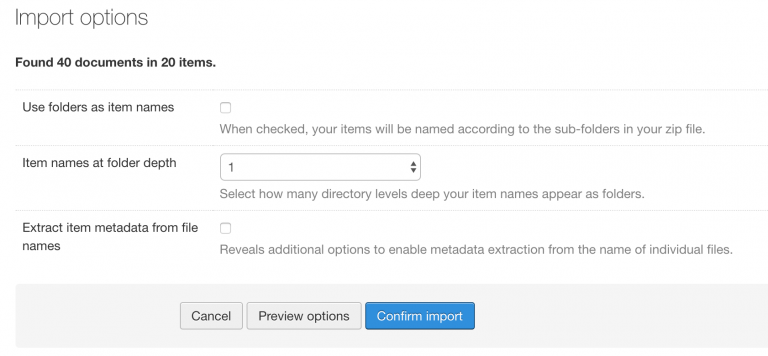 Import options
Found 40 documents in 20 items.
Use folders as item names
When checked, your items will be named according to the sub-folders in your zip file.
Item names at folder depth
1
Select how many directory levels deep your item names appear as folders.
Extract item metadata from file
names
Reveals additional options to enable metadata extraction from the name of individual files.
Cancel Preview options Confirm import